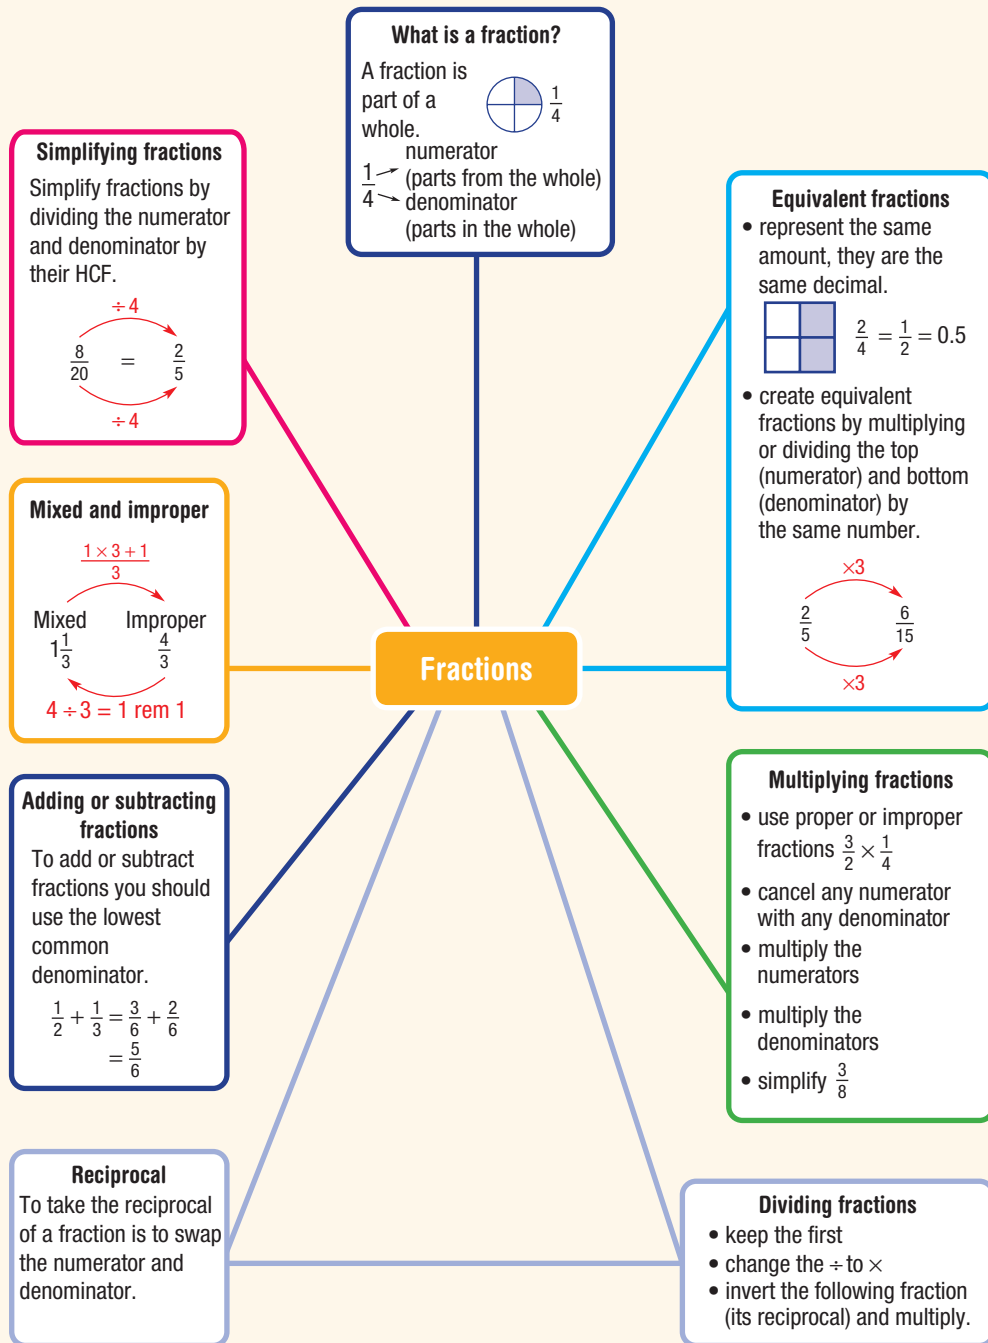 What is a fraction?
A fraction is
part of a
whole.
1/4
numerator
1/4 (parts from the whole)
denominator
(parts in the whole)
Simplifying fractions
Simplify fractions by
dividing the numerator
and denominator by
their HCF.
÷4
8/20 = 2/5
÷4
Equivalent fractions
• represent the same
amount, they are the
same decimal.
2/4 = 1/2 = 0.5
• create equivalent
fractions by multiplying
or dividing the top
(numerator) and bottom
(denominator) by
the same number.
×3
2/5 6/15
×3
Mixed and improper
(1 × 3 + 1)/3
Mixed Improper
1 1/3 4/3
4 ÷ 3 = 1 rem 1
Fractions
Adding or subtracting
fractions
To add or subtract
fractions you should
use the lowest
common
denominator.
1/2 + 1/3 = 3/6 + 2/6
= 5/6
Multiplying fractions
• use proper or improper
fractions 3/2 × 1/4
• cancel any numerator
with any denominator
• multiply the
numerators
• multiply the
denominators
• simplify 3/8
Reciprocal
To take the reciprocal
of a fraction is to swap
the numerator and
denominator.
Dividing fractions
• keep the first
• change the ÷ to ×
• invert the following fraction
(its reciprocal) and multiply.